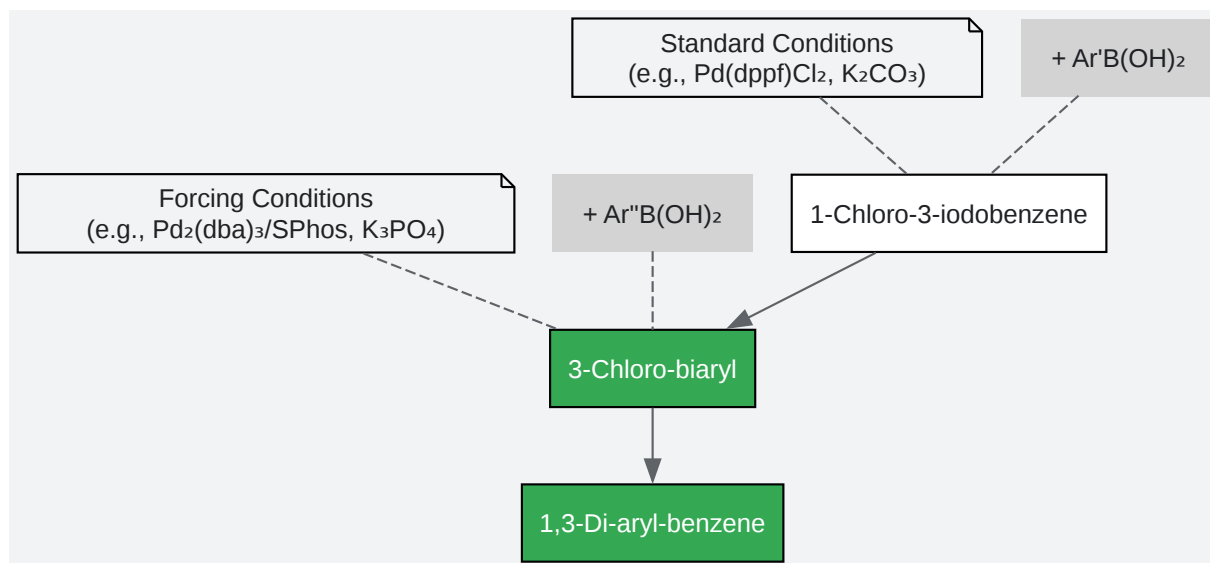 Standard Conditions
(e.g., Pd(dppf)Cl₂, K₂CO₃)
+ Ar'B(OH)₂
Forcing Conditions
(e.g., Pd₂(dba)₃/SPhos, K₃PO₄)
+ Ar"B(OH)₂
1-Chloro-3-iodobenzene
3-Chloro-biaryl
1,3-Di-aryl-benzene